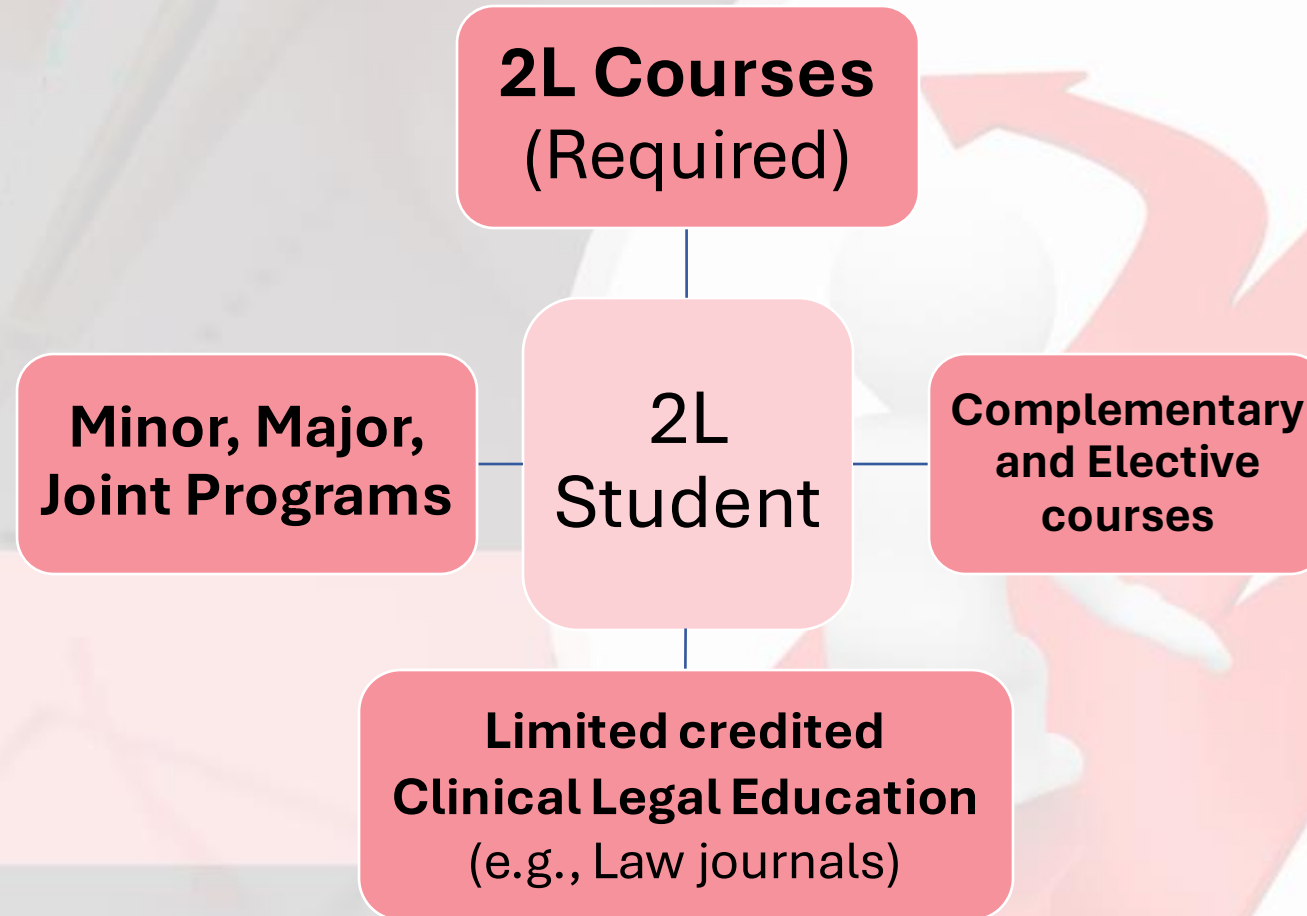 2L Courses
(Required)
Minor, Major,
Joint Programs
2L
Student
Complementary
and Elective
courses
Limited credited
Clinical Legal Education
(e.g., Law journals)